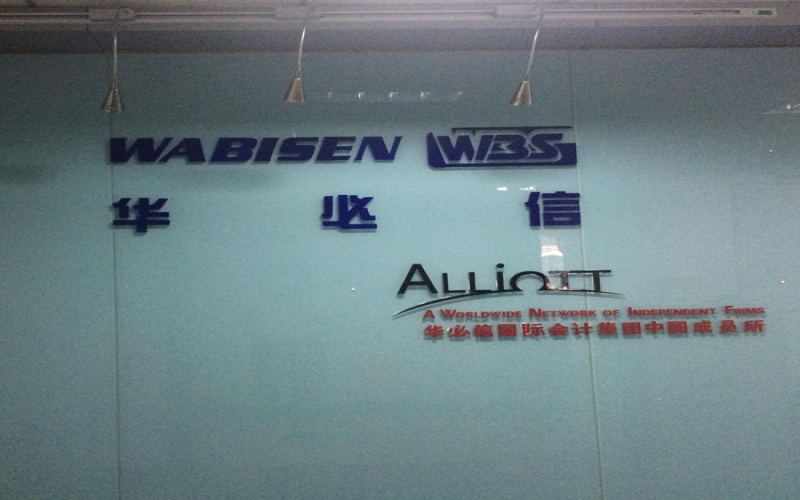 WABISEN WBS
华必信
ALLiOTT
A WORLDWIDE NETWORK OF INDEPENDENT FRIMS
华必信国际会计集团中国成员所